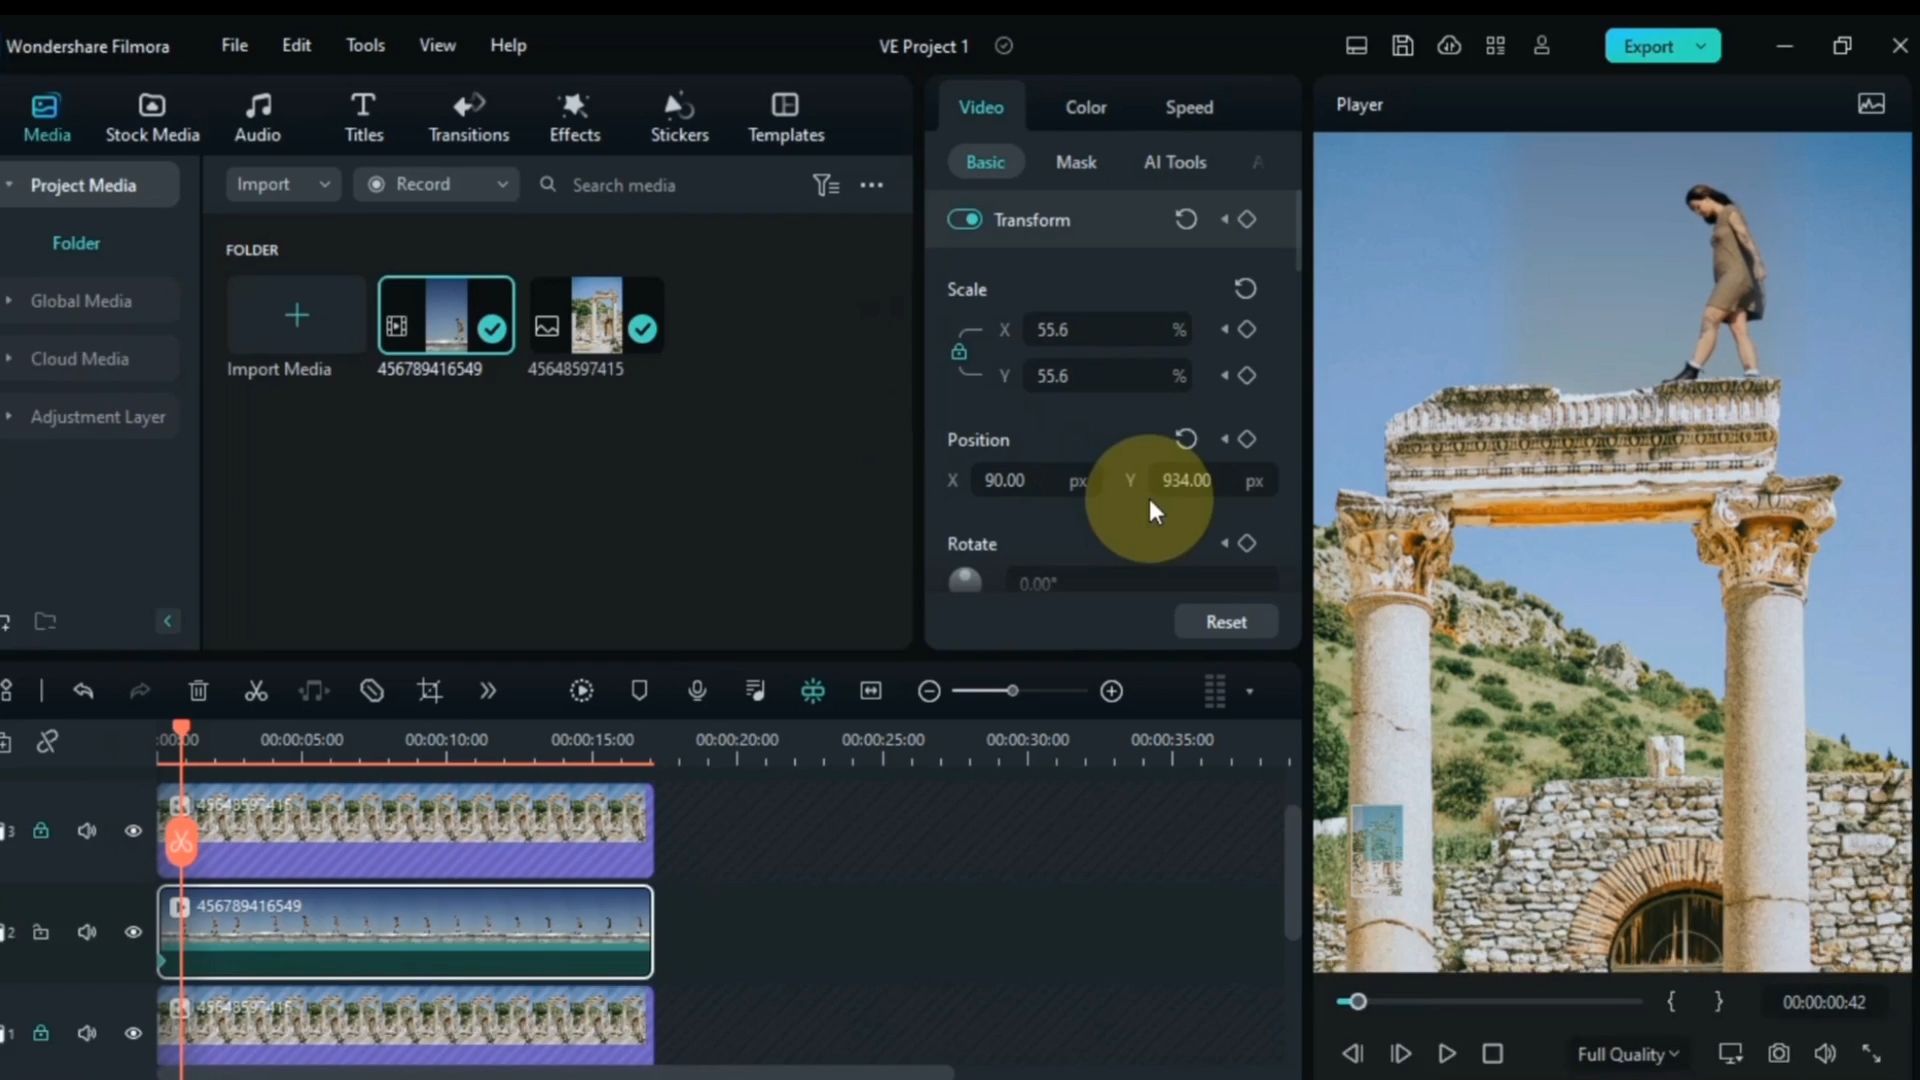 Wondershare Filmora
File
Edit
Tools
View
Help
VE Project 1
Export
Media
Stock Media
Audio
Titles
Transitions
Effects
Stickers
Templates
Video
Color
Speed
Player
Project Media
Import
Record
Search media
Basic
Mask
AI Tools
A
Folder
FOLDER
Transform
Global Media
Cloud Media
Adjustment Layer
Import Media
456789416549
45648597415
Scale
X 55.6 %
Y 55.6 %
Position
X 90.00 px Y 934.00 px
Rotate
0.00°
Reset
:00:00 00:00:05:00 00:00:10:00 00:00:15:00 00:00:20:00 00:00:25:00 00:00:30:00 00:00:35:00
3
45648597415
2
456789416549
1
45648597415
{ }
00:00:00:42
Full Quality